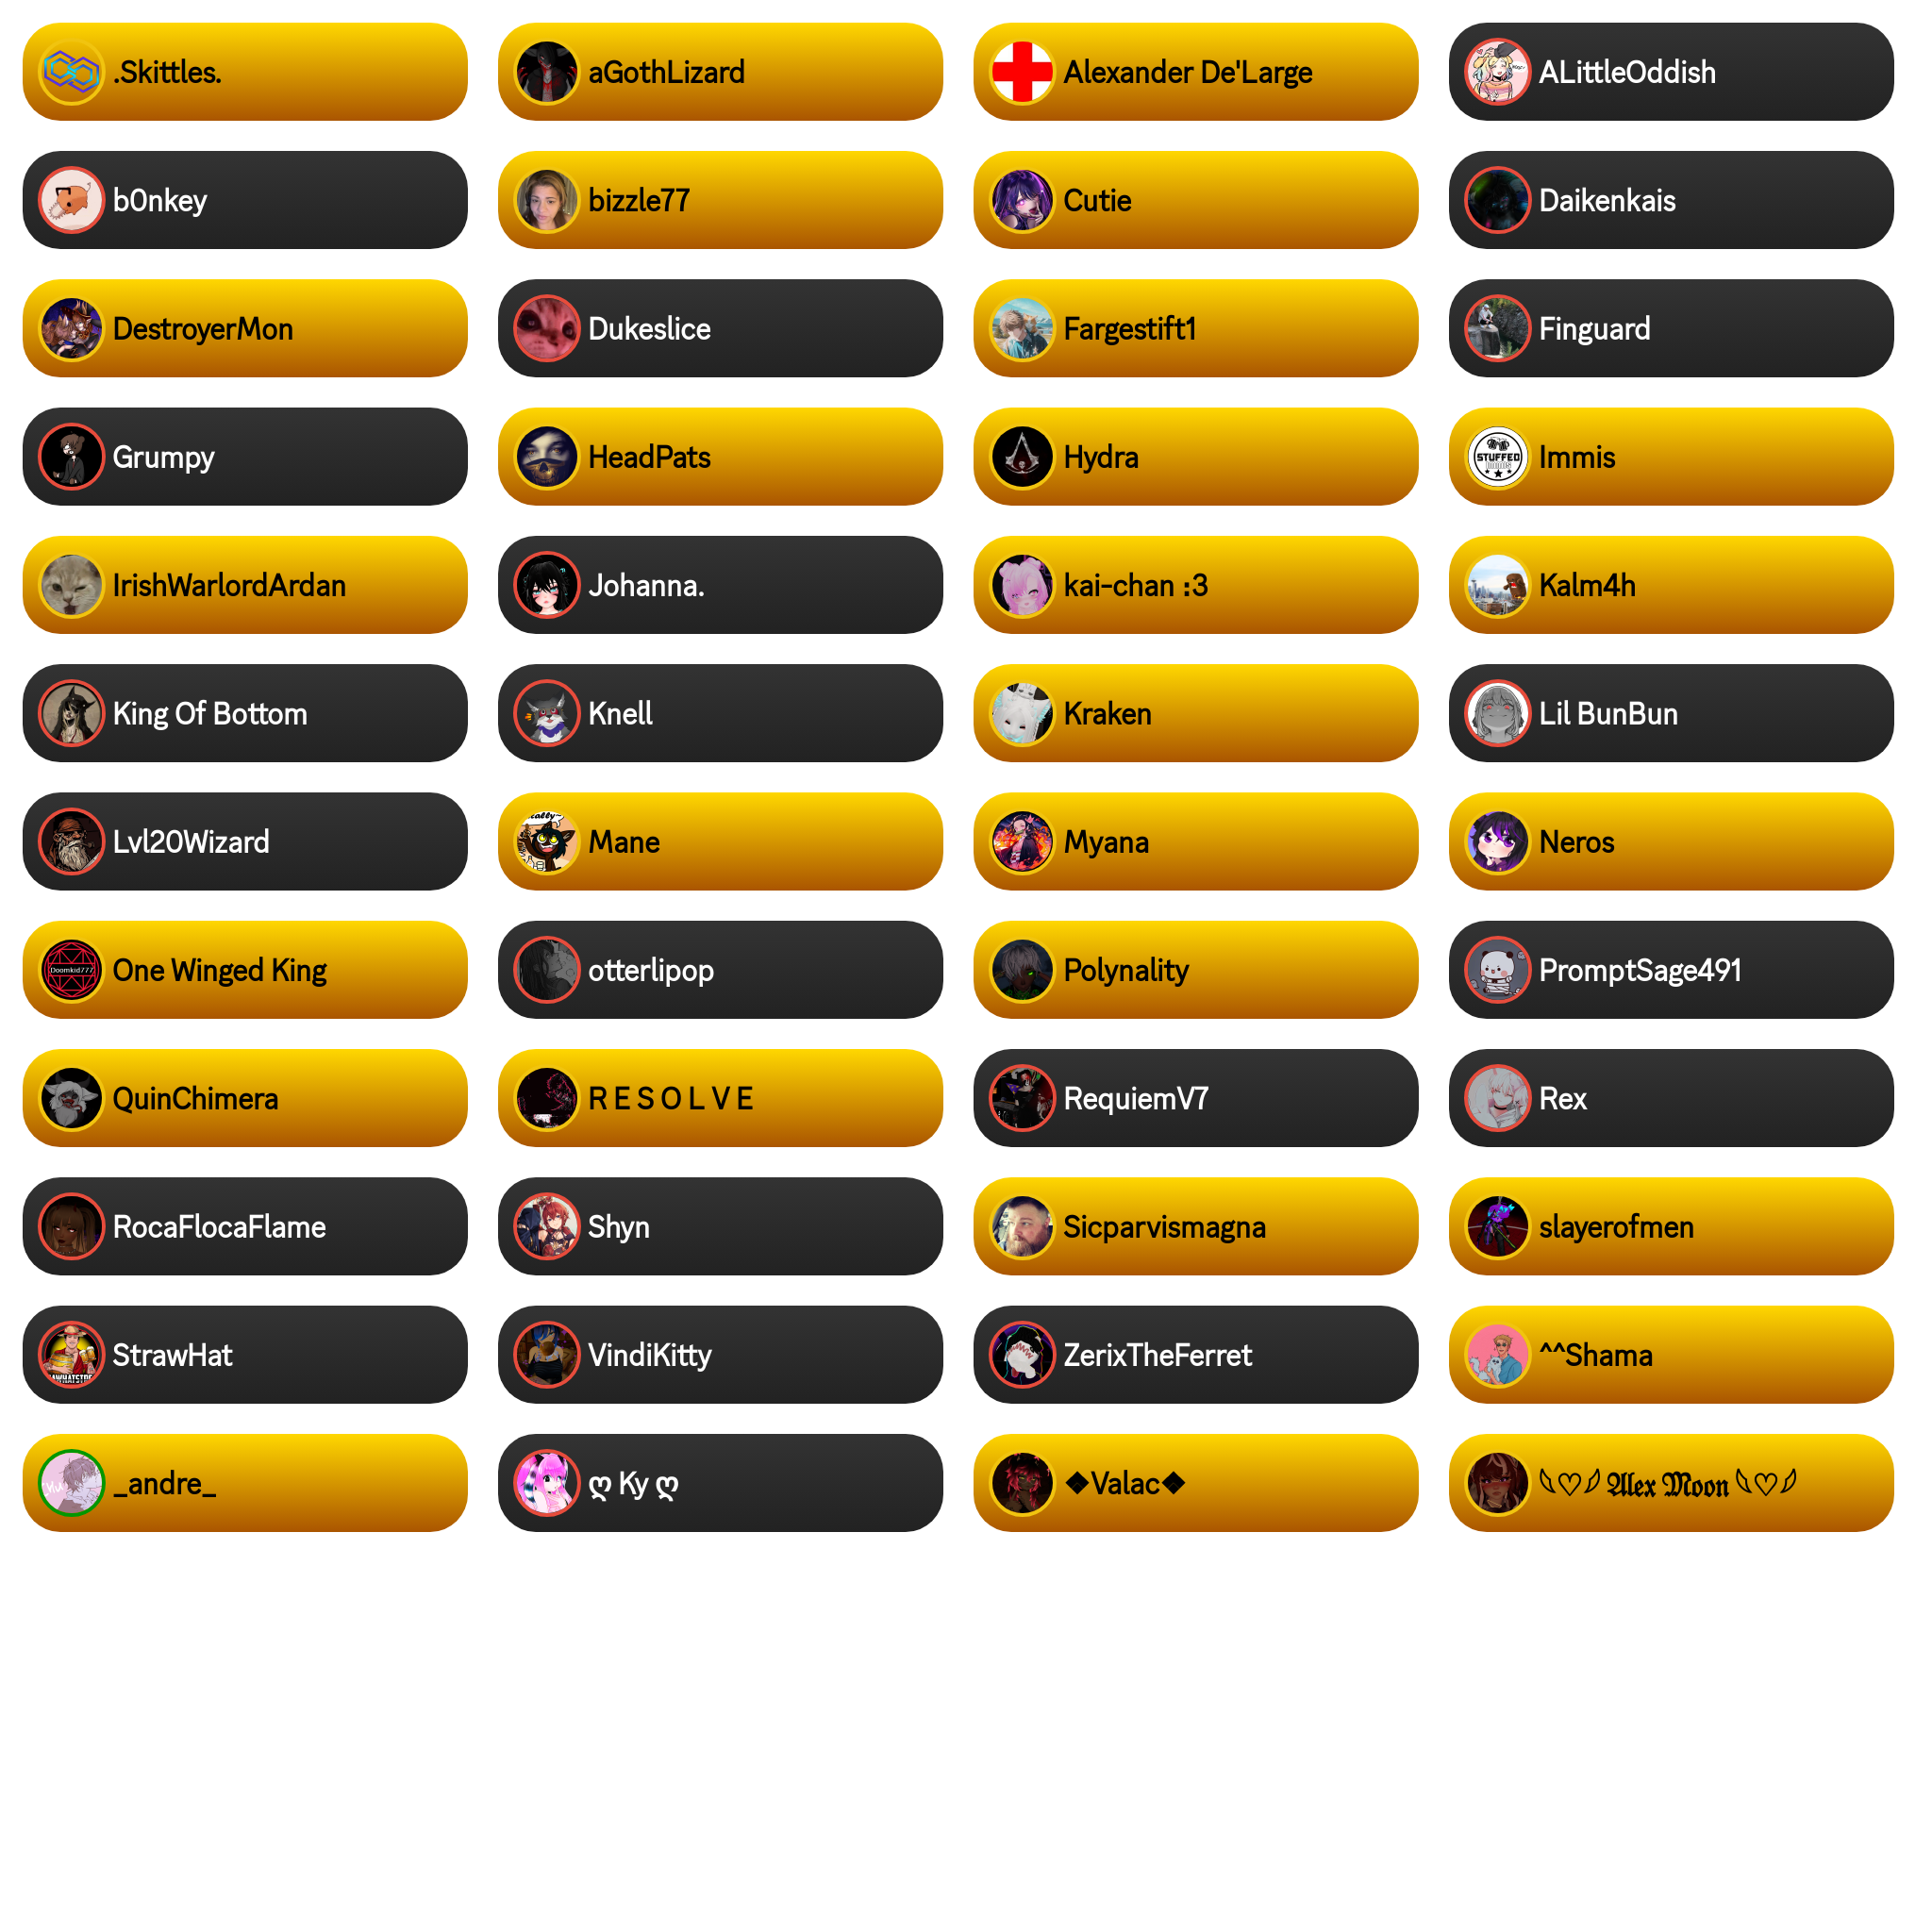 .Skittles.
aGothLizard
Alexander De'Large
ALittleOddish
b0nkey
bizzle77
Cutie
Daikenkais
DestroyerMon
Dukeslice
Fargestift1
Finguard
Grumpy
HeadPats
Hydra
STUFFED
Immis
IrishWarlordArdan
Johanna.
kai-chan :3
Kalm4h
King Of Bottom
Knell
Kraken
Lil BunBun
Lvl20Wizard
Mane
Myana
Neros
Doomkid777
One Winged King
otterlipop
Polynality
PromptSage491
QuinChimera
R E S O L V E
RequiemV7
Rex
RocaFlocaFlame
Shyn
Sicparvismagna
slayerofmen
StrawHat
VindiKitty
ZerixTheFerret
^^Shama
_andre_
ღ Ky ღ
◆Valac◆
𓆩♡𓆪 𝕬𝖑𝖊𝖝 𝕸𝖔𝖔𝖓 𓆩♡𓆪